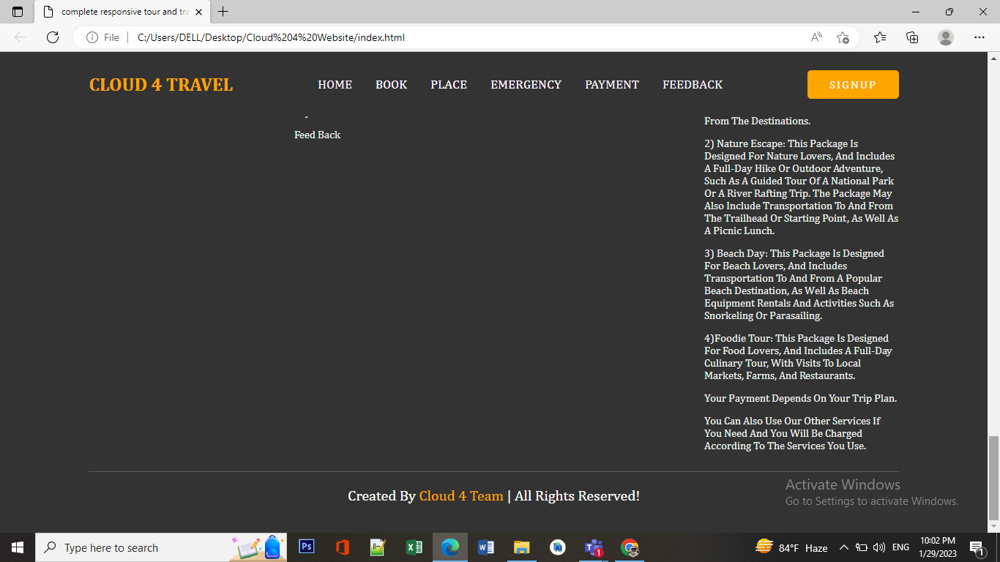 complete responsive tour and tra
File
C:/Users/DELL/Desktop/Cloud%204%20Website/index.html
CLOUD 4 TRAVEL
HOME
BOOK
PLACE
EMERGENCY
PAYMENT
FEEDBACK
SIGNUP
Feed Back
From The Destinations.
2) Nature Escape: This Package Is
Designed For Nature Lovers, And Includes
A Full-Day Hike Or Outdoor Adventure,
Such As A Guided Tour Of A National Park
Or A River Rafting Trip. The Package May
Also Include Transportation To And From
The Trailhead Or Starting Point, As Well As
A Picnic Lunch.
3) Beach Day: This Package Is Designed
For Beach Lovers, And Includes
Transportation To And From A Popular
Beach Destination, As Well As Beach
Equipment Rentals And Activities Such As
Snorkeling Or Parasailing.
4)Foodie Tour: This Package Is Designed
For Food Lovers, And Includes A Full-Day
Culinary Tour, With Visits To Local
Markets, Farms, And Restaurants.
Your Payment Depends On Your Trip Plan.
You Can Also Use Our Other Services If
You Need And You Will Be Charged
According To The Services You Use.
Created By Cloud 4 Team | All Rights Reserved!
Activate Windows
Go to Settings to activate Windows.
Type here to search
Ps
84°F Haze
ENG
10:02 PM
1/29/2023
1
1